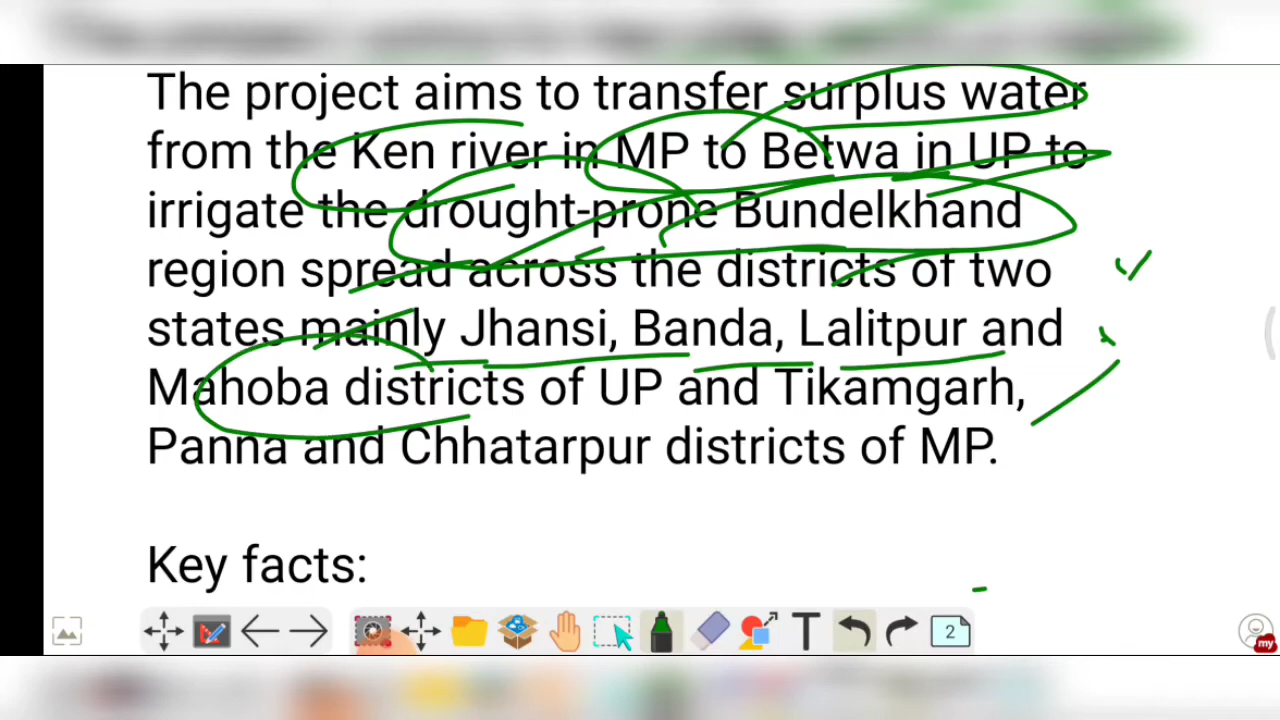 The project aims to transfer surplus water
from the Ken river in MP to Betwa in UP to
irrigate the drought-prone Bundelkhand
region spread across the districts of two
states mainly Jhansi, Banda, Lalitpur and
Mahoba districts of UP and Tikamgarh,
Panna and Chhatarpur districts of MP.
Key facts:
T
2
my